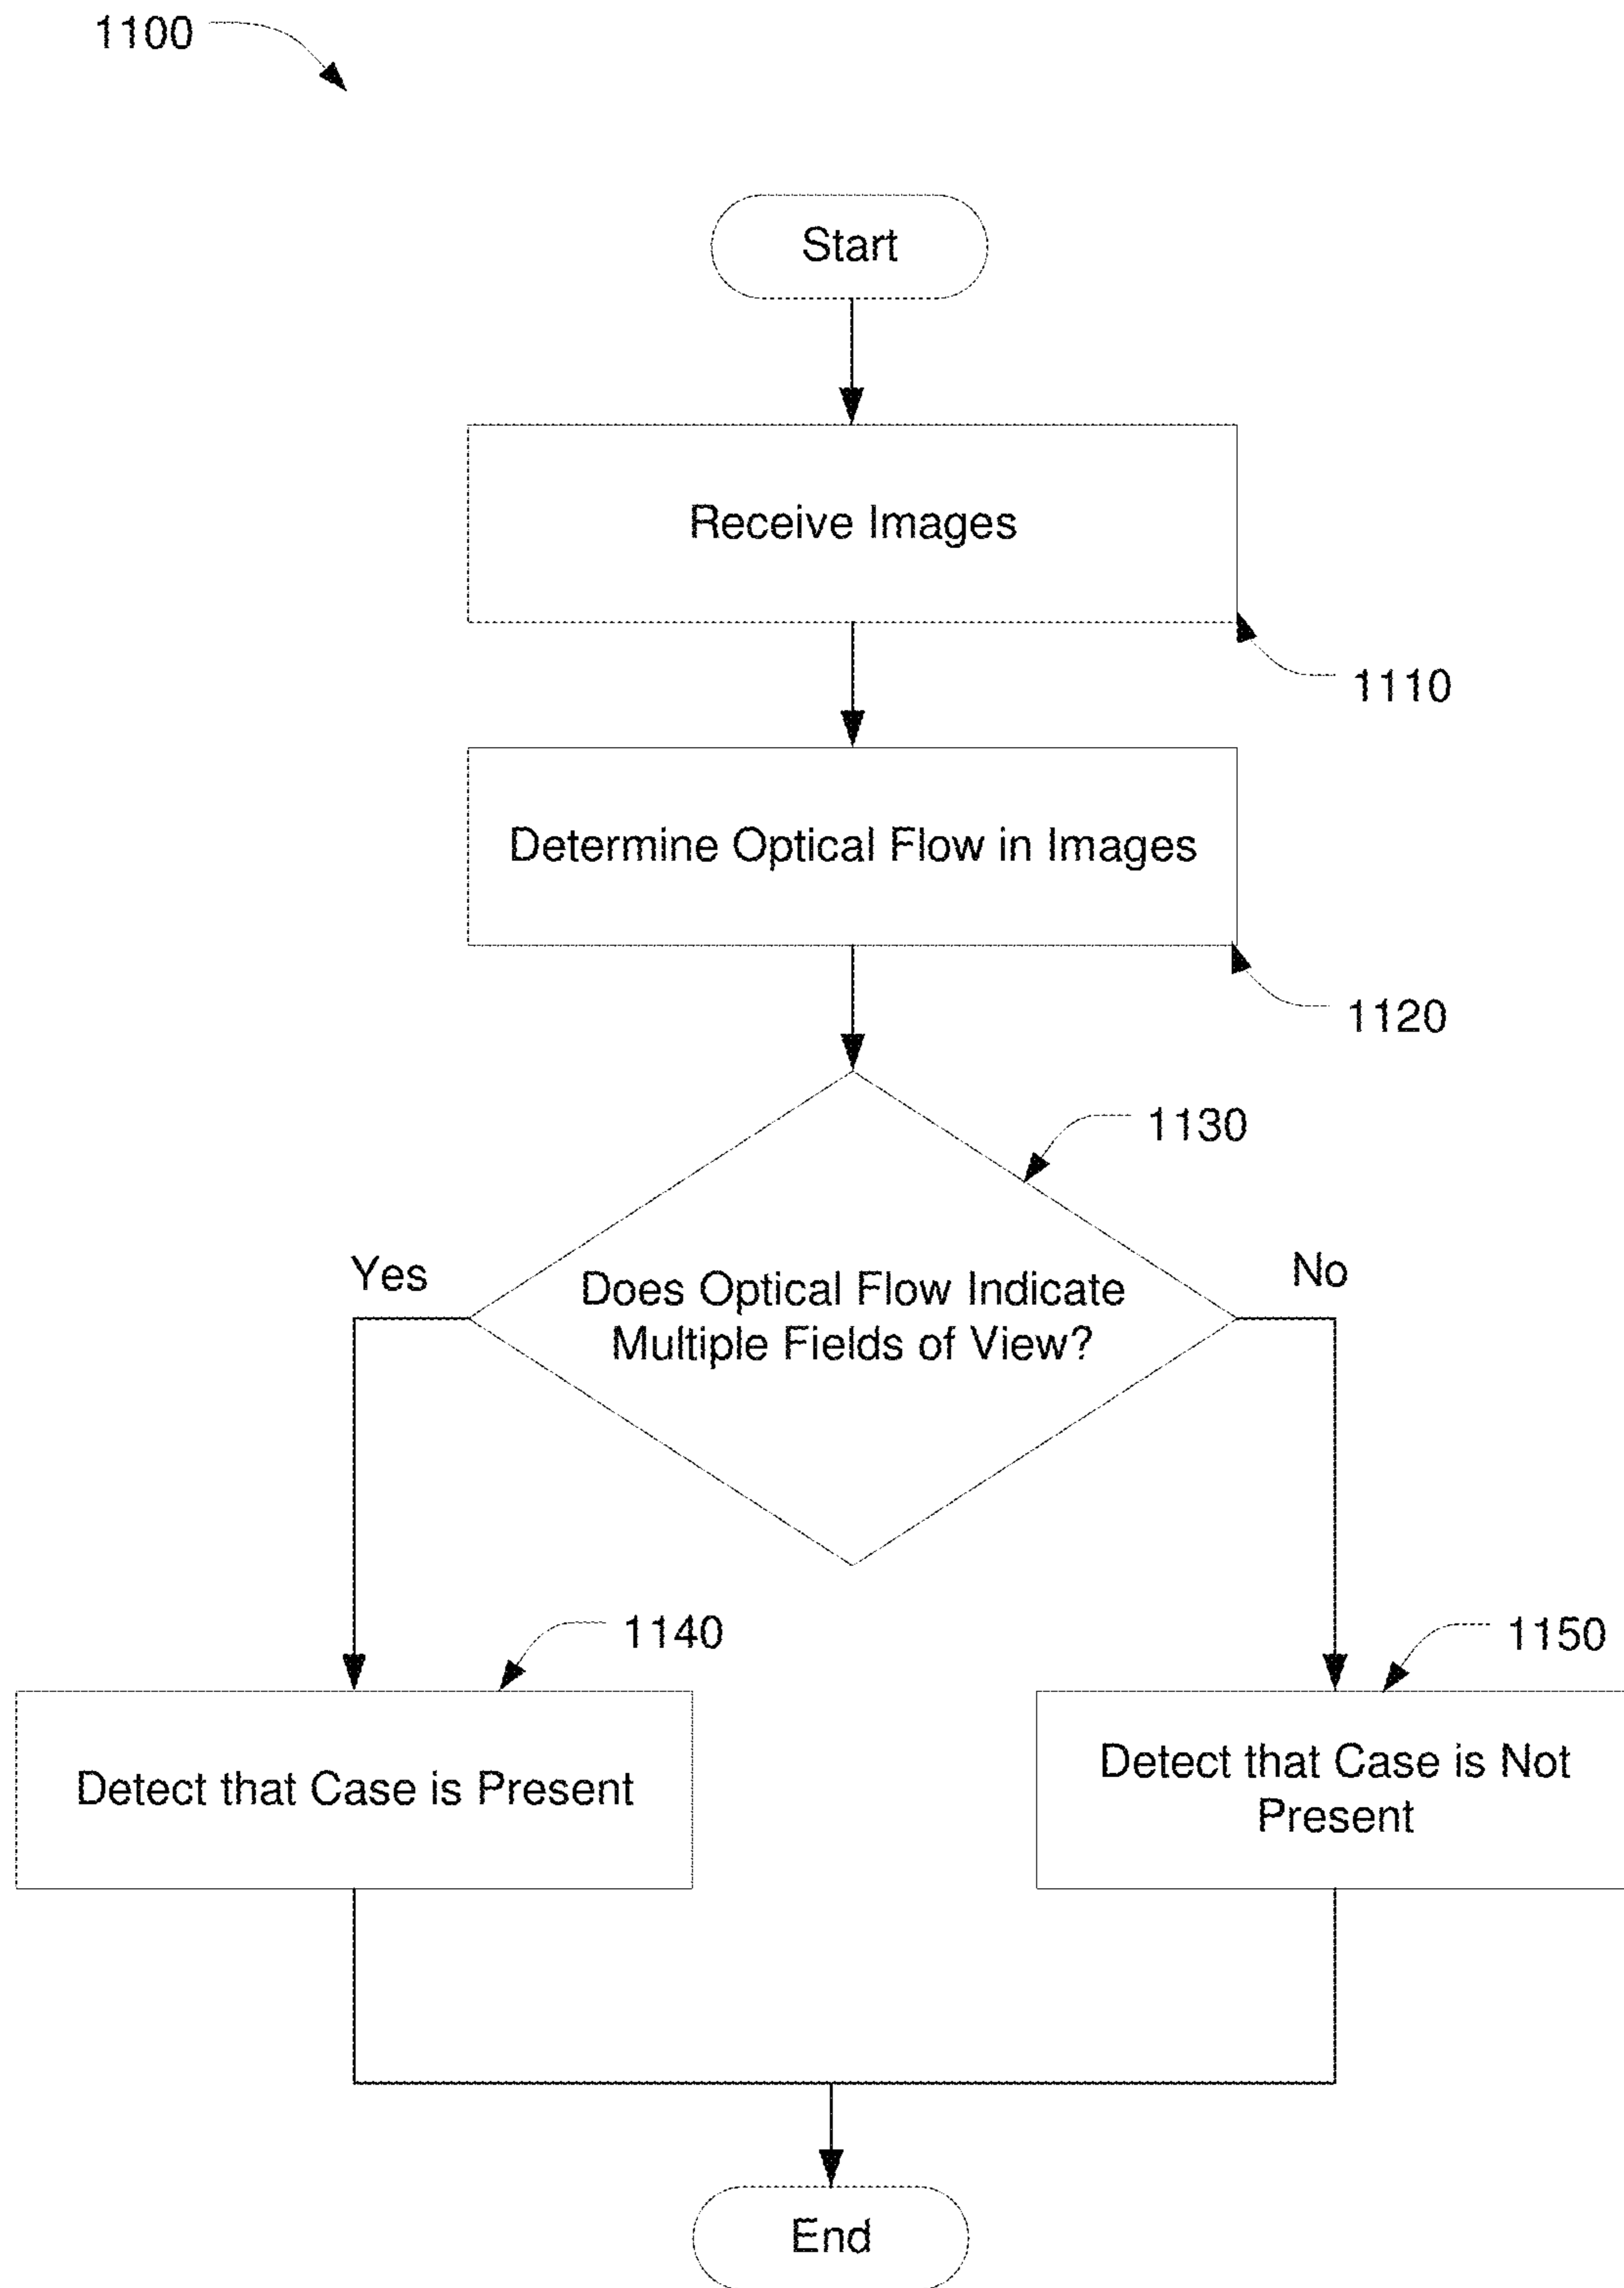 1100
Start
Receive Images
1110
Determine Optical Flow in Images
1120
1130
Yes
No
Does Optical Flow Indicate
Multiple Fields of View?
1140
1150
Detect that Case is Present
Detect that Case is Not
Present
End